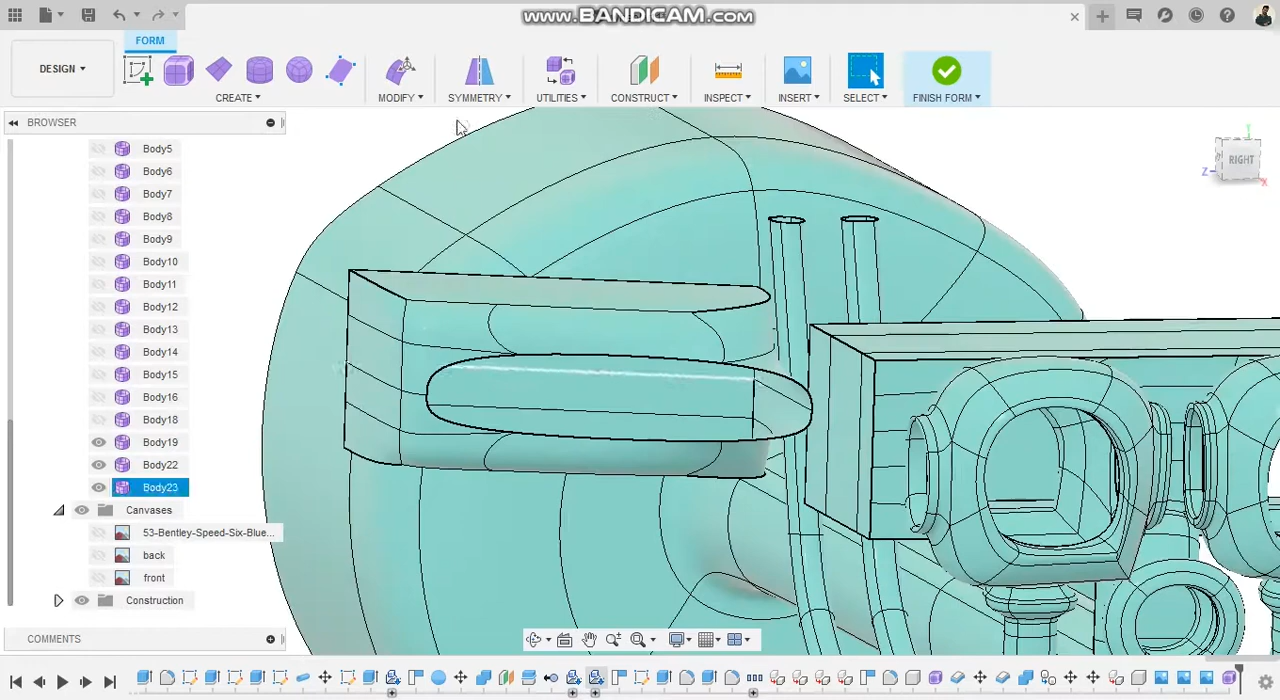 www.BANDICAM.com
FORM
DESIGN
CREATE
MODIFY
SYMMETRY
UTILITIES
CONSTRUCT
INSPECT
INSERT
SELECT
FINISH FORM
BROWSER
Body5
Body6
Body7
Body8
Body9
Body10
Body11
Body12
Body13
Body14
Body15
Body16
Body18
Body19
Body22
Body23
Canvases
53-Bentley-Speed-Six-Blue...
back
front
Construction
COMMENTS
Y
RIGHT
Z
X